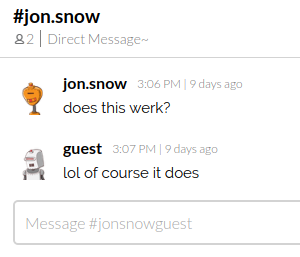 #jon.snow
2 | Direct Message~
jon.snow 3:06 PM | 9 days ago
does this werk?
guest 3:07 PM | 9 days ago
lol of course it does
Message #jonsnowguest